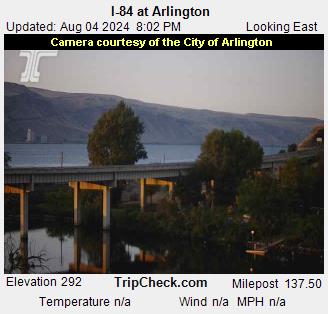 I-84 at Arlington
Updated: Aug 04 2024 8:02 PM Looking East
Camera courtesy of the City of Arlington
Elevation 292 TripCheck.com Milepost 137.50
Temperature n/a Wind n/a MPH n/a